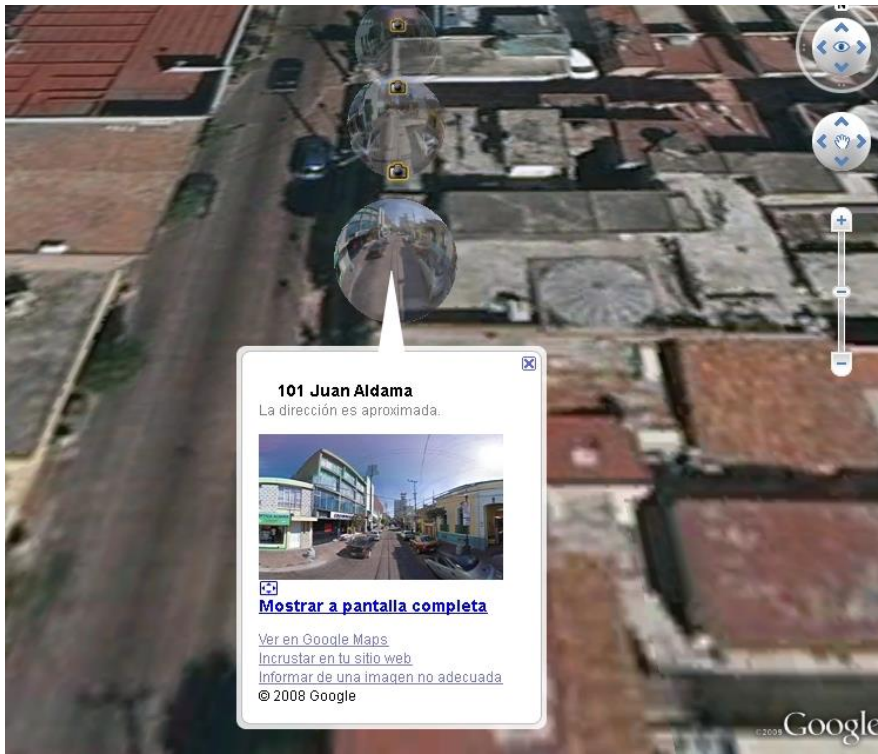 N
101 Juan Aldama
La dirección es aproximada.
Mostrar a pantalla completa
Ver en Google Maps
Incrustar en tu sitio web
Informar de una imagen no adecuada
© 2008 Google
©2009 Google